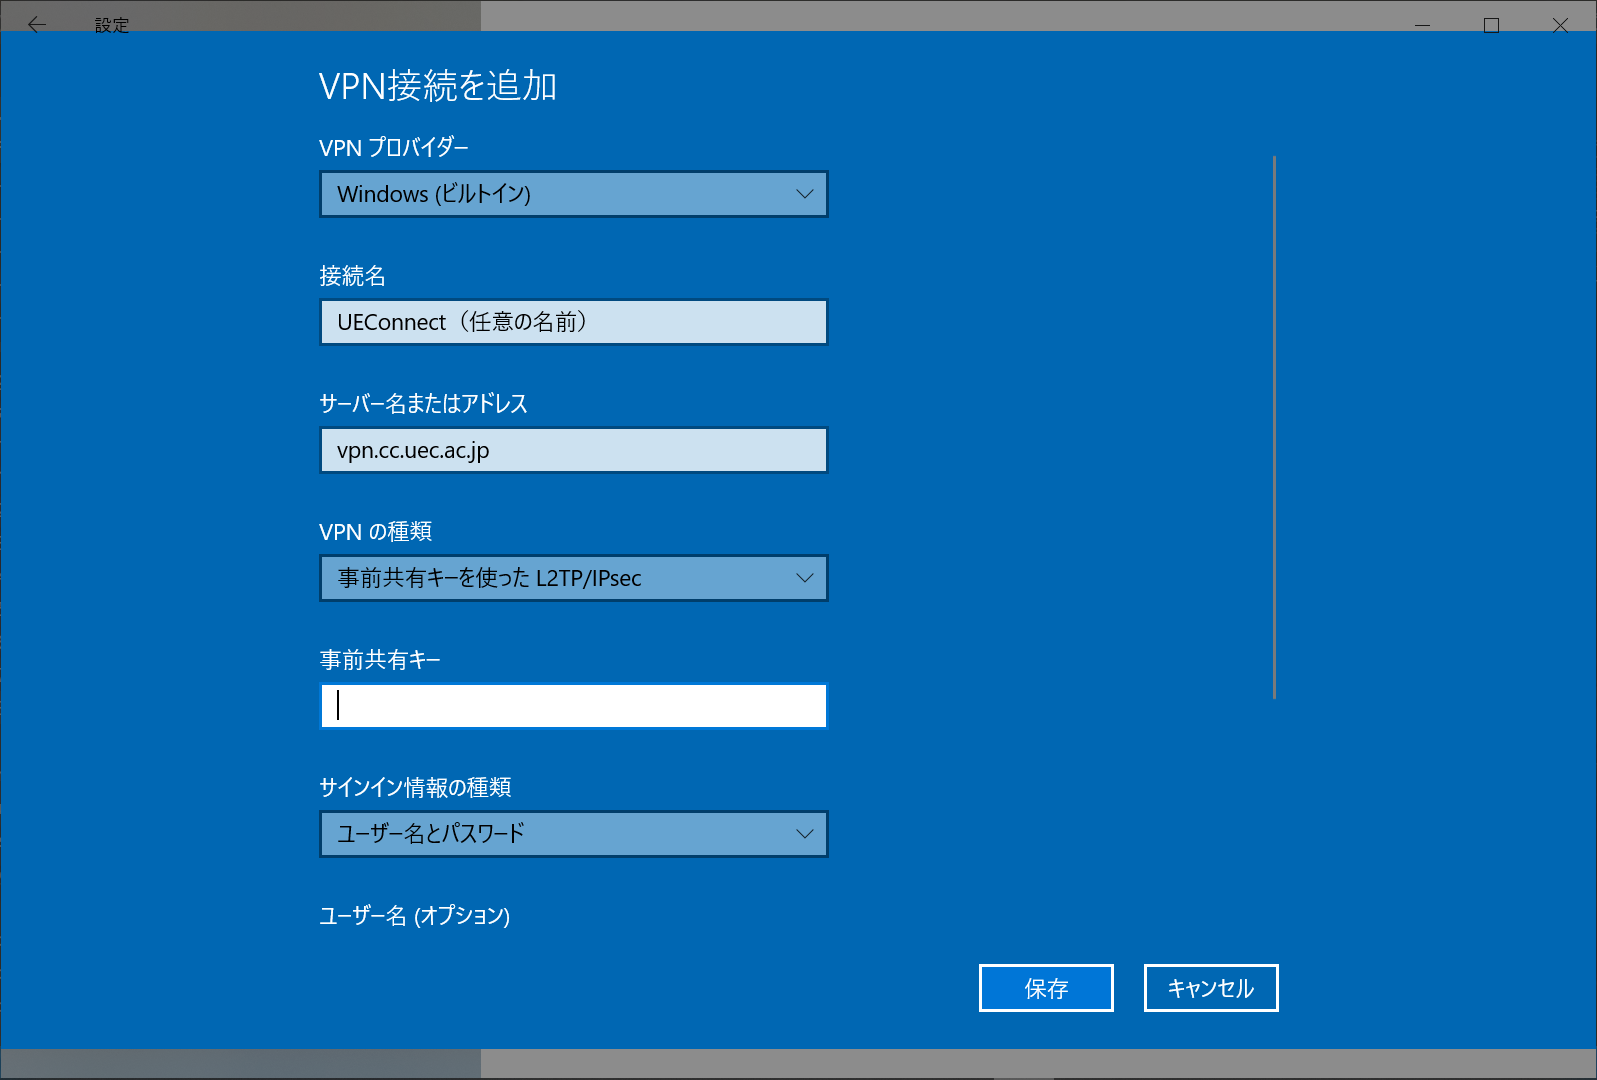 設定
VPN接続を追加
VPN プロバイダー
Windows (ビルトイン)
接続名
UEConnect（任意の名前）
サーバー名またはアドレス
vpn.cc.uec.ac.jp
VPN の種類
事前共有キーを使った L2TP/IPsec
事前共有キー
サインイン情報の種類
ユーザー名とパスワード
ユーザー名 (オプション)
保存 キャンセル